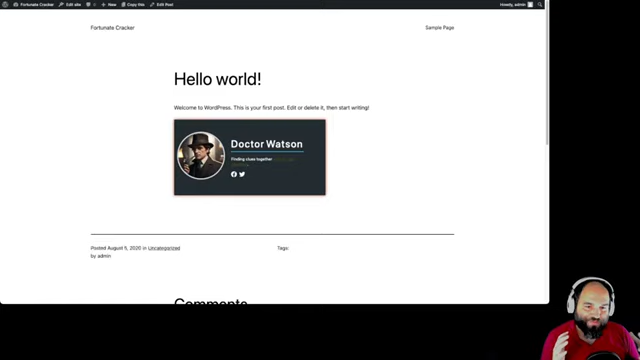 Fortunate Cracker
Edit site
0
New
Copy this
Edit Post
Howdy, admin
Fortunate Cracker
Sample Page
Hello world!
Welcome to WordPress. This is your first post. Edit or delete it, then start writing!
Doctor Watson
Finding clues together
Posted August 5, 2020 in Uncategorized
by admin
Tags:
Comments